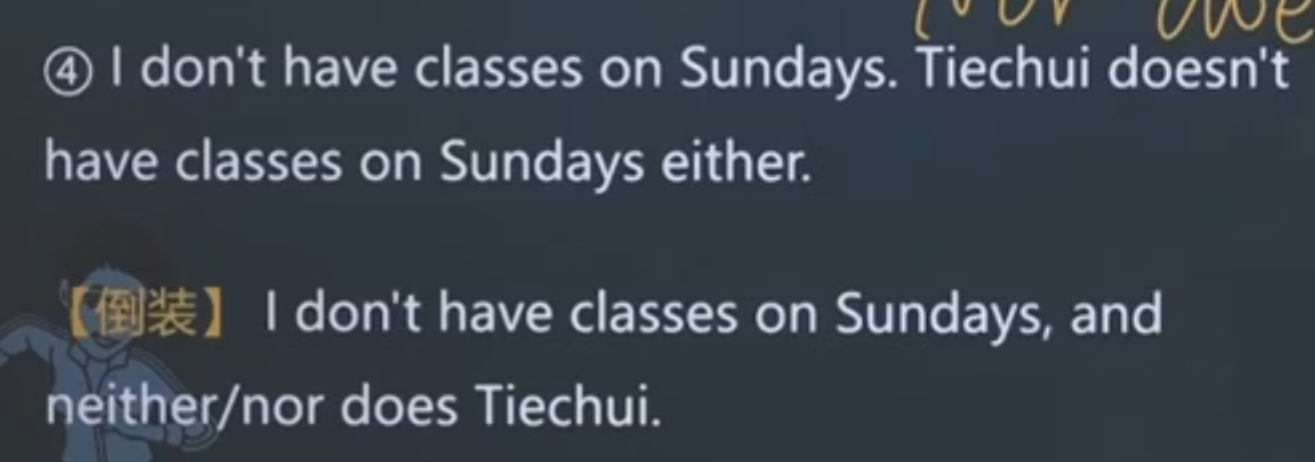 ④ I don't have classes on Sundays. Tiechui doesn't
have classes on Sundays either.
【倒装】 I don't have classes on Sundays, and
neither/nor does Tiechui.